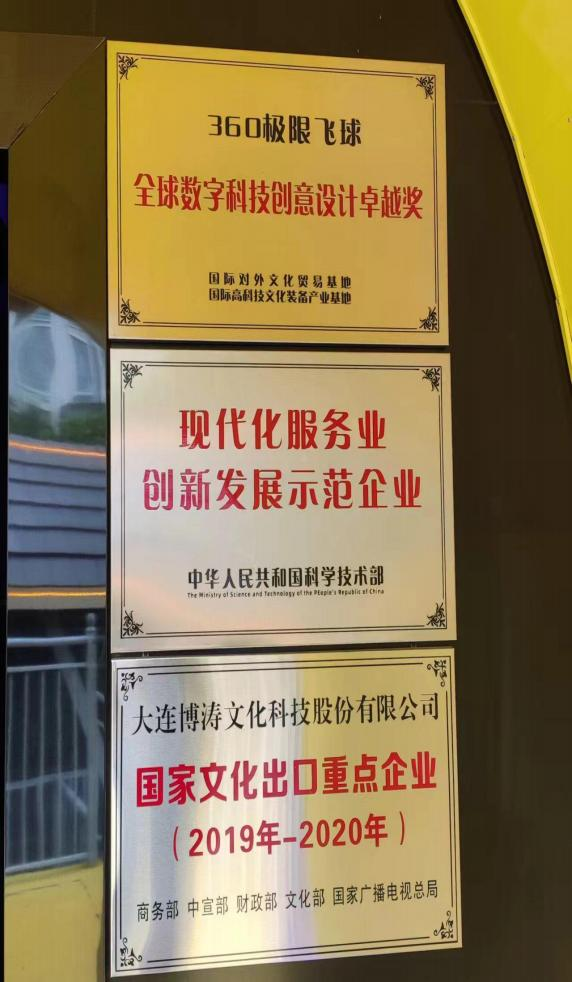 360极限飞球
全球数字科技创意设计卓越奖
国际对外文化贸易基地
国际高科技文化装备产业基地
现代化服务业
创新发展示范企业
中华人民共和国科学技术部
The Ministry of Science and Technology of the PEople's Republic of China
大连博涛文化科技股份有限公司
国家文化出口重点企业
(2019年-2020年)
商务部 中宣部 财政部 文化部 国家广播电视总局